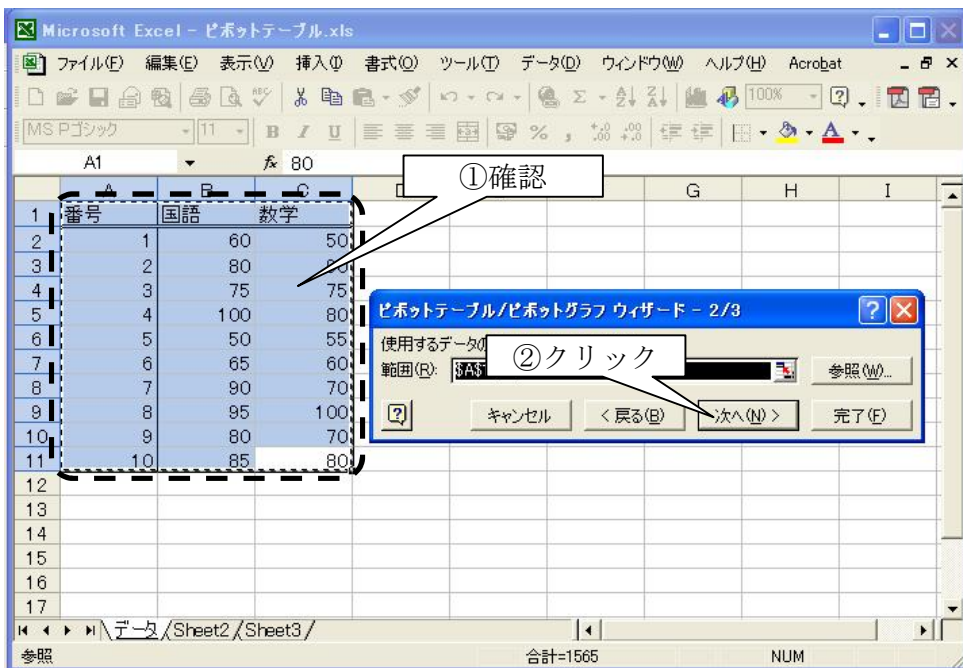 Microsoft Excel - ピボットテーブル.xls
ファイル(F) 編集(E) 表示(V) 挿入(I) 書式(O) ツール(T) データ(D) ウィンドウ(W) ヘルプ(H) Acrobat
100%
MS Pゴシック 11 B I U
A1 fx 80
①確認
A B C G H I
1 番号 国語 数学
2 1 60 50
3 2 80
4 3 75 75
5 4 100 80
6 5 50 55
7 6 65 60
8 7 90 70
9 8 95 100
10 9 80 70
11 10 85 80
12
13
14
15
16
17
ピボットテーブル/ピボットグラフ ウィザード - 2/3
使用するデータの
範囲(R): $A$ 参照(W)...
②クリック
キャンセル < 戻る(B) 次へ(N) > 完了(F)
データ Sheet2 Sheet3
参照 合計=1565 NUM